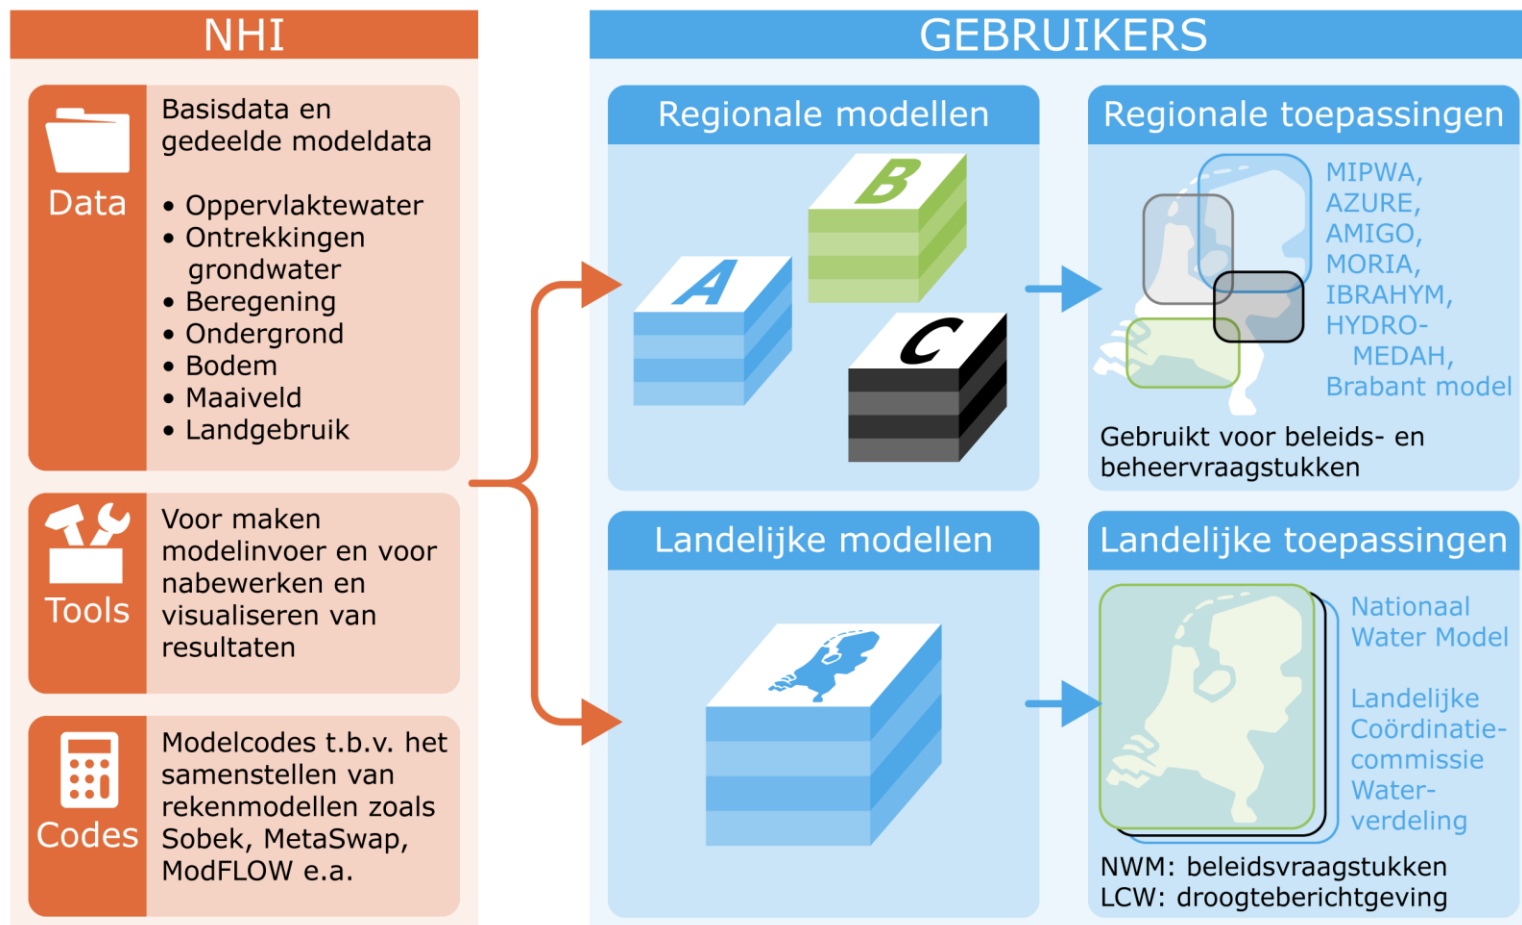 NHI
Data
Basisdata en
gedeelde modeldata
• Oppervlaktewater
• Ontrekkingen
grondwater
• Beregening
• Ondergrond
• Bodem
• Maaiveld
• Landgebruik
Tools
Voor maken
modelinvoer en voor
nabewerken en
visualiseren van
resultaten
Codes
Modelcodes t.b.v. het
samenstellen van
rekenmodellen zoals
Sobek, MetaSwap,
ModFLOW e.a.
GEBRUIKERS
Regionale modellen
A
B
C
Regionale toepassingen
MIPWA,
AZURE,
AMIGO,
MORIA,
IBRAHYM,
HYDRO-
MEDAH,
Brabant model
Gebruikt voor beleids- en
beheervraagstukken
Landelijke modellen
Landelijke toepassingen
Nationaal
Water Model
Landelijke
Coördinatie-
commissie
Water-
verdeling
NWM: beleidsvraagstukken
LCW: droogteberichtgeving